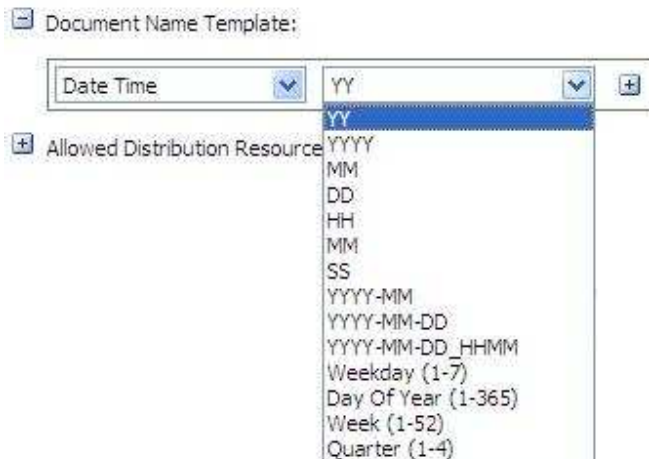 Document Name Template:
Date Time YY
YY
Allowed Distribution Resource
YYYY
MM
DD
HH
MM
SS
YYYY-MM
YYYY-MM-DD
YYYY-MM-DD_HHMM
Weekday (1-7)
Day Of Year (1-365)
Week (1-52)
Quarter (1-4)